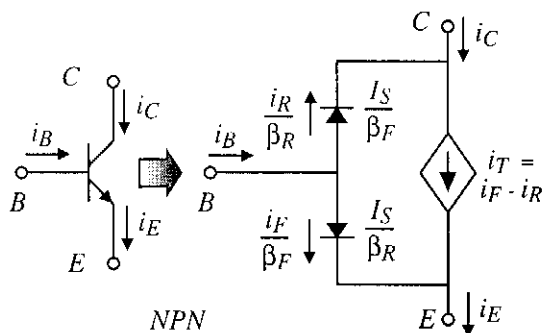 C
i_C
i_B
B
i_E
E
NPN
C
i_C
i_R/β_R
I_S/β_F
i_B
B
i_T =
i_F - i_R
i_F/β_F
I_S/β_R
E
i_E